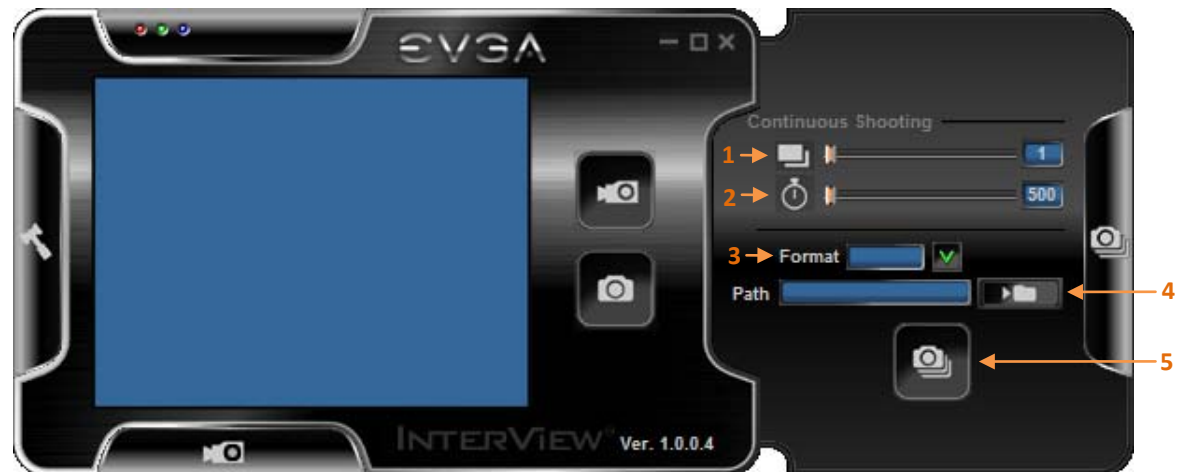 EVGA
Continuous Shooting
1
1
2
500
3
Format
Path
4
5
INTERVIEW®
Ver. 1.0.0.4